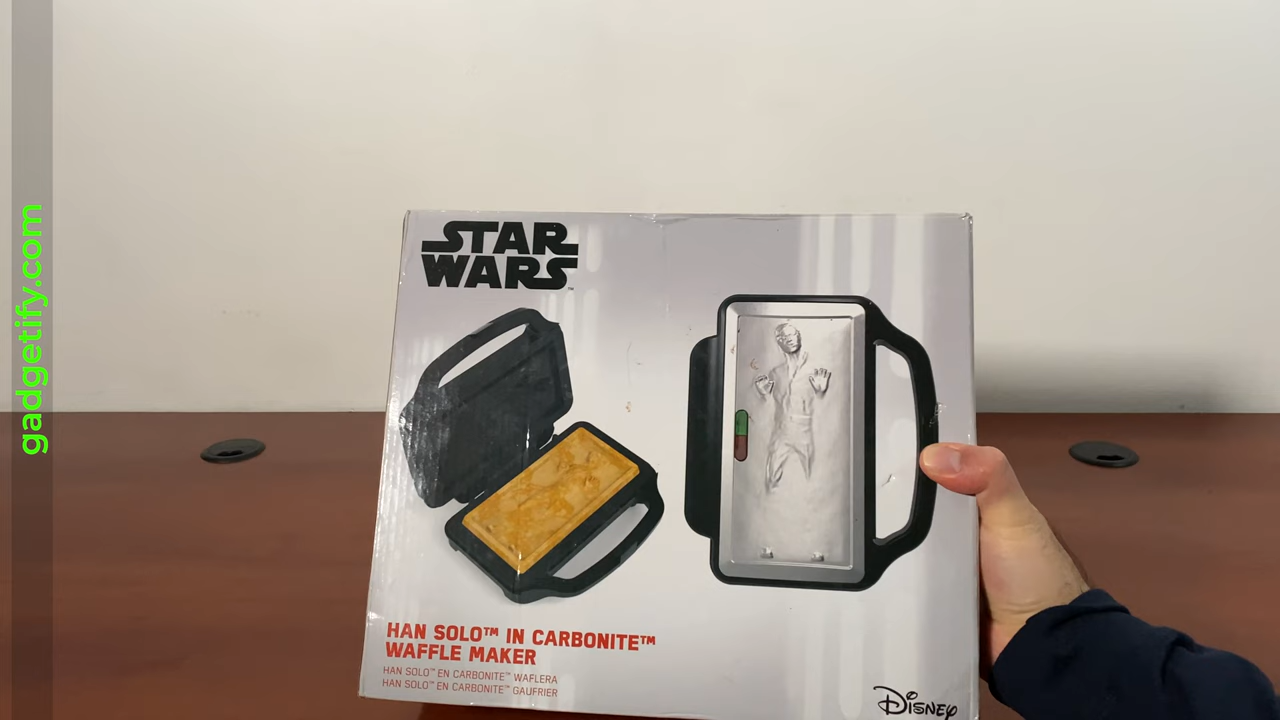 gadgetify.com
STAR
WARS™
HAN SOLO™ IN CARBONITE™
WAFFLE MAKER
HAN SOLO™ EN CARBONITE™ WAFLERA
HAN SOLO™ EN CARBONITE™ GAUFRIER
Disney